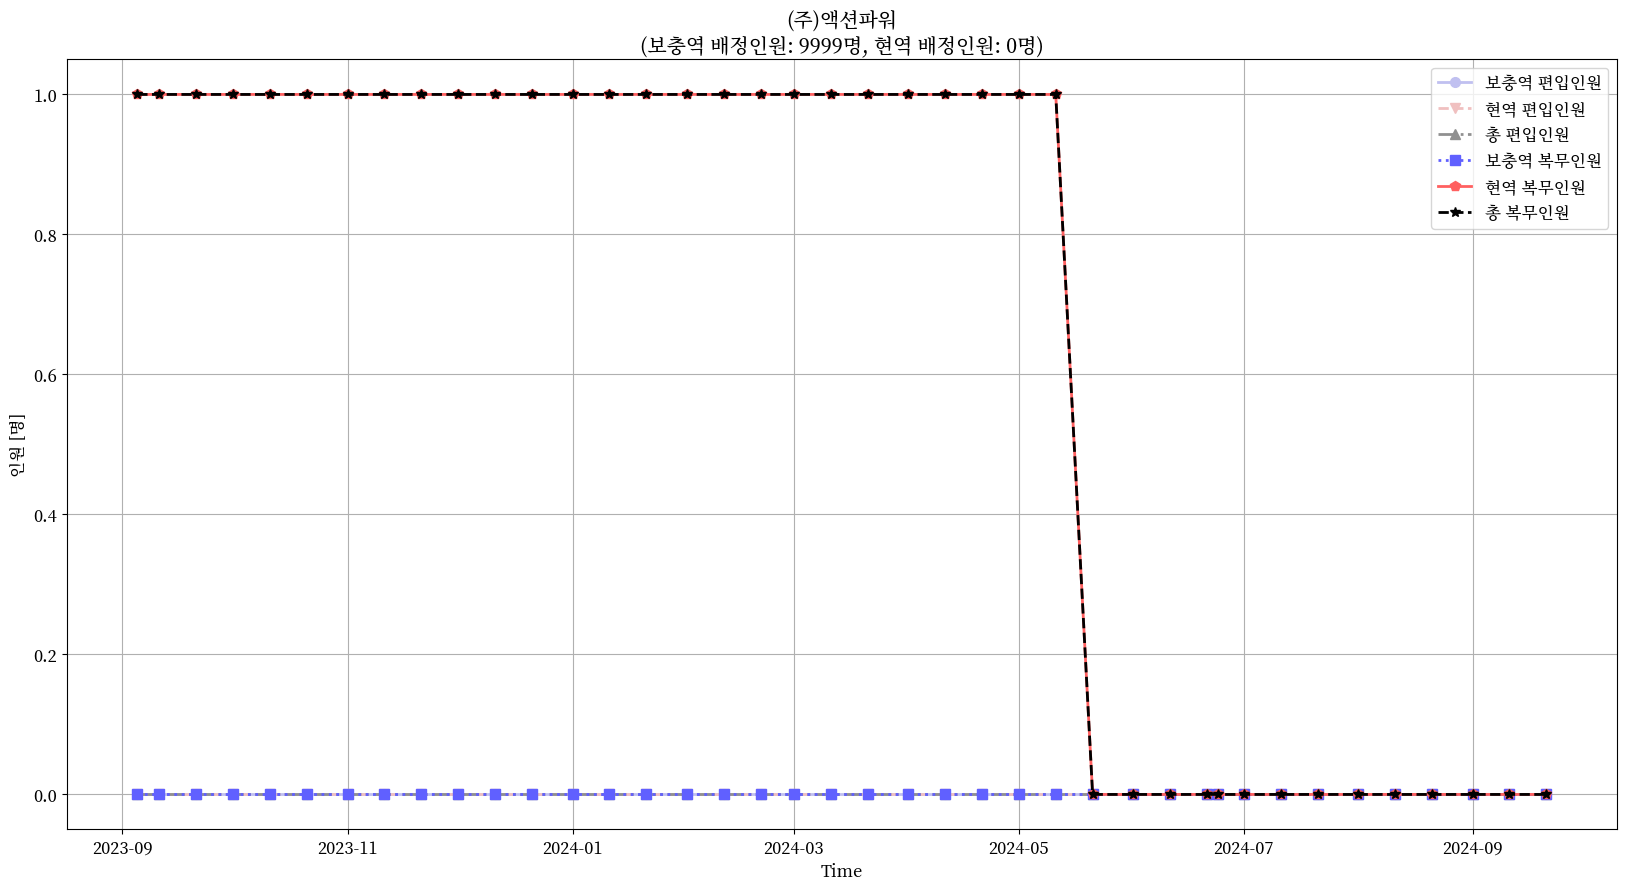 (주)액션파워
(보충역 배정인원: 9999명, 현역 배정인원: 0명)
보충역 편입인원
현역 편입인원
총 편입인원
보충역 복무인원
현역 복무인원
총 복무인원
1.0
0.8
0.6
0.4
0.2
0.0
인원 [명]
2023-09
2023-11
2024-01
2024-03
2024-05
2024-07
2024-09
Time